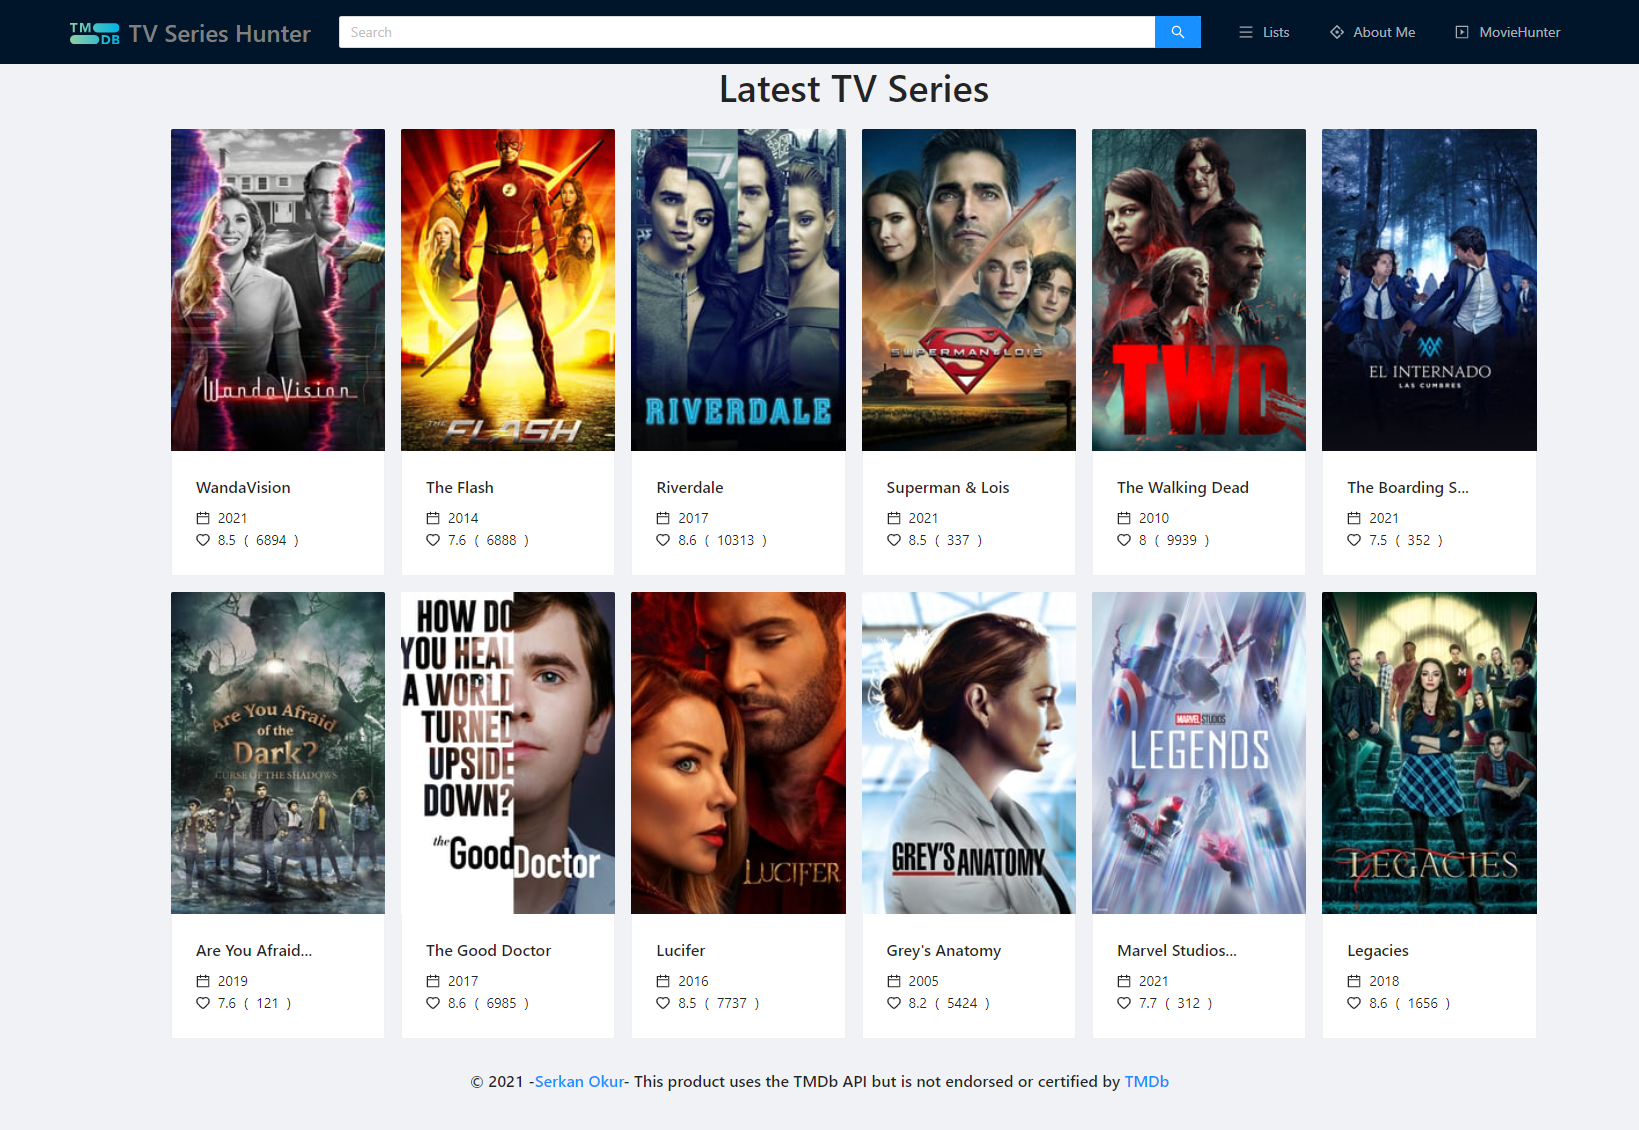 TM
DB
TV Series Hunter
Search
Lists
About Me
MovieHunter
Latest TV Series
WandaVision
THE
FLASH
RIVERDALE
SUPERMAN & LOIS
TWD
EL INTERNADO
LAS CUMBRES
WandaVision
2021
8.5 ( 6894 )
The Flash
2014
7.6 ( 6888 )
Riverdale
2017
8.6 ( 10313 )
Superman & Lois
2021
8.5 ( 337 )
The Walking Dead
2010
8 ( 9939 )
The Boarding S...
2021
7.5 ( 352 )
Are You Afraid
of the
Dark?
CURSE OF THE SHADOWS
HOW DO
YOU HEAL
A WORLD
TURNED
UPSIDE
DOWN?
the
Good Doctor
LUCIFER
GREY'S ANATOMY
MARVEL STUDIOS
LEGENDS
M
LEGACIES
Are You Afraid...
2019
7.6 ( 121 )
The Good Doctor
2017
8.6 ( 6985 )
Lucifer
2016
8.5 ( 7737 )
Grey's Anatomy
2005
8.2 ( 5424 )
Marvel Studios...
2021
7.7 ( 312 )
Legacies
2018
8.6 ( 1656 )
© 2021 -Serkan Okur- This product uses the TMDb API but is not endorsed or certified by TMDb